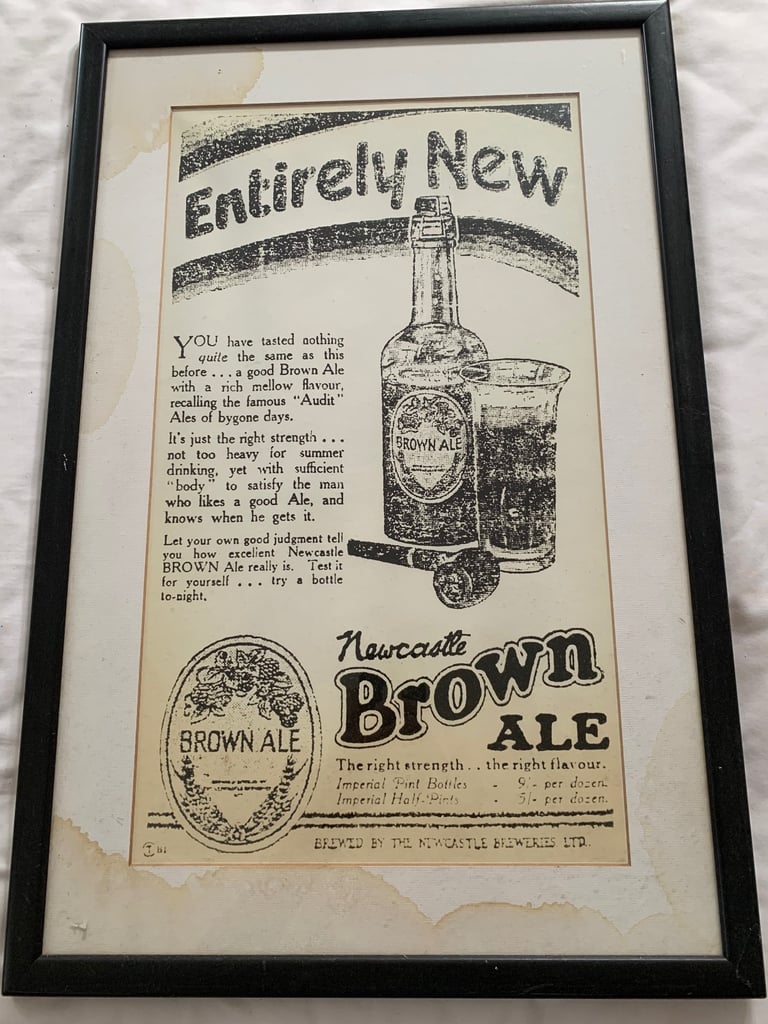 Entirely New
YOU have tasted nothing
quite the same as this
before . . . a good Brown Ale
with a rich mellow flavour,
recalling the famous "Audit"
Ales of bygone days.
It's just the right strength . . .
not too heavy for summer
drinking, yet with sufficient
"body" to satisfy the man
who likes a good Ale, and
knows when he gets it.
Let your own good judgment tell
you how excellent Newcastle
BROWN Ale really is. Test it
for yourself . . . try a bottle
to-night.
BROWN ALE
Newcastle
Brown
ALE
BROWN ALE
The right strength . . the right flavour.
Imperial Pint Bottles - 9/- per dozen.
Imperial Half-Pints - 5/- per dozen.
BREWED BY THE NEWCASTLE BREWERIES LTD.